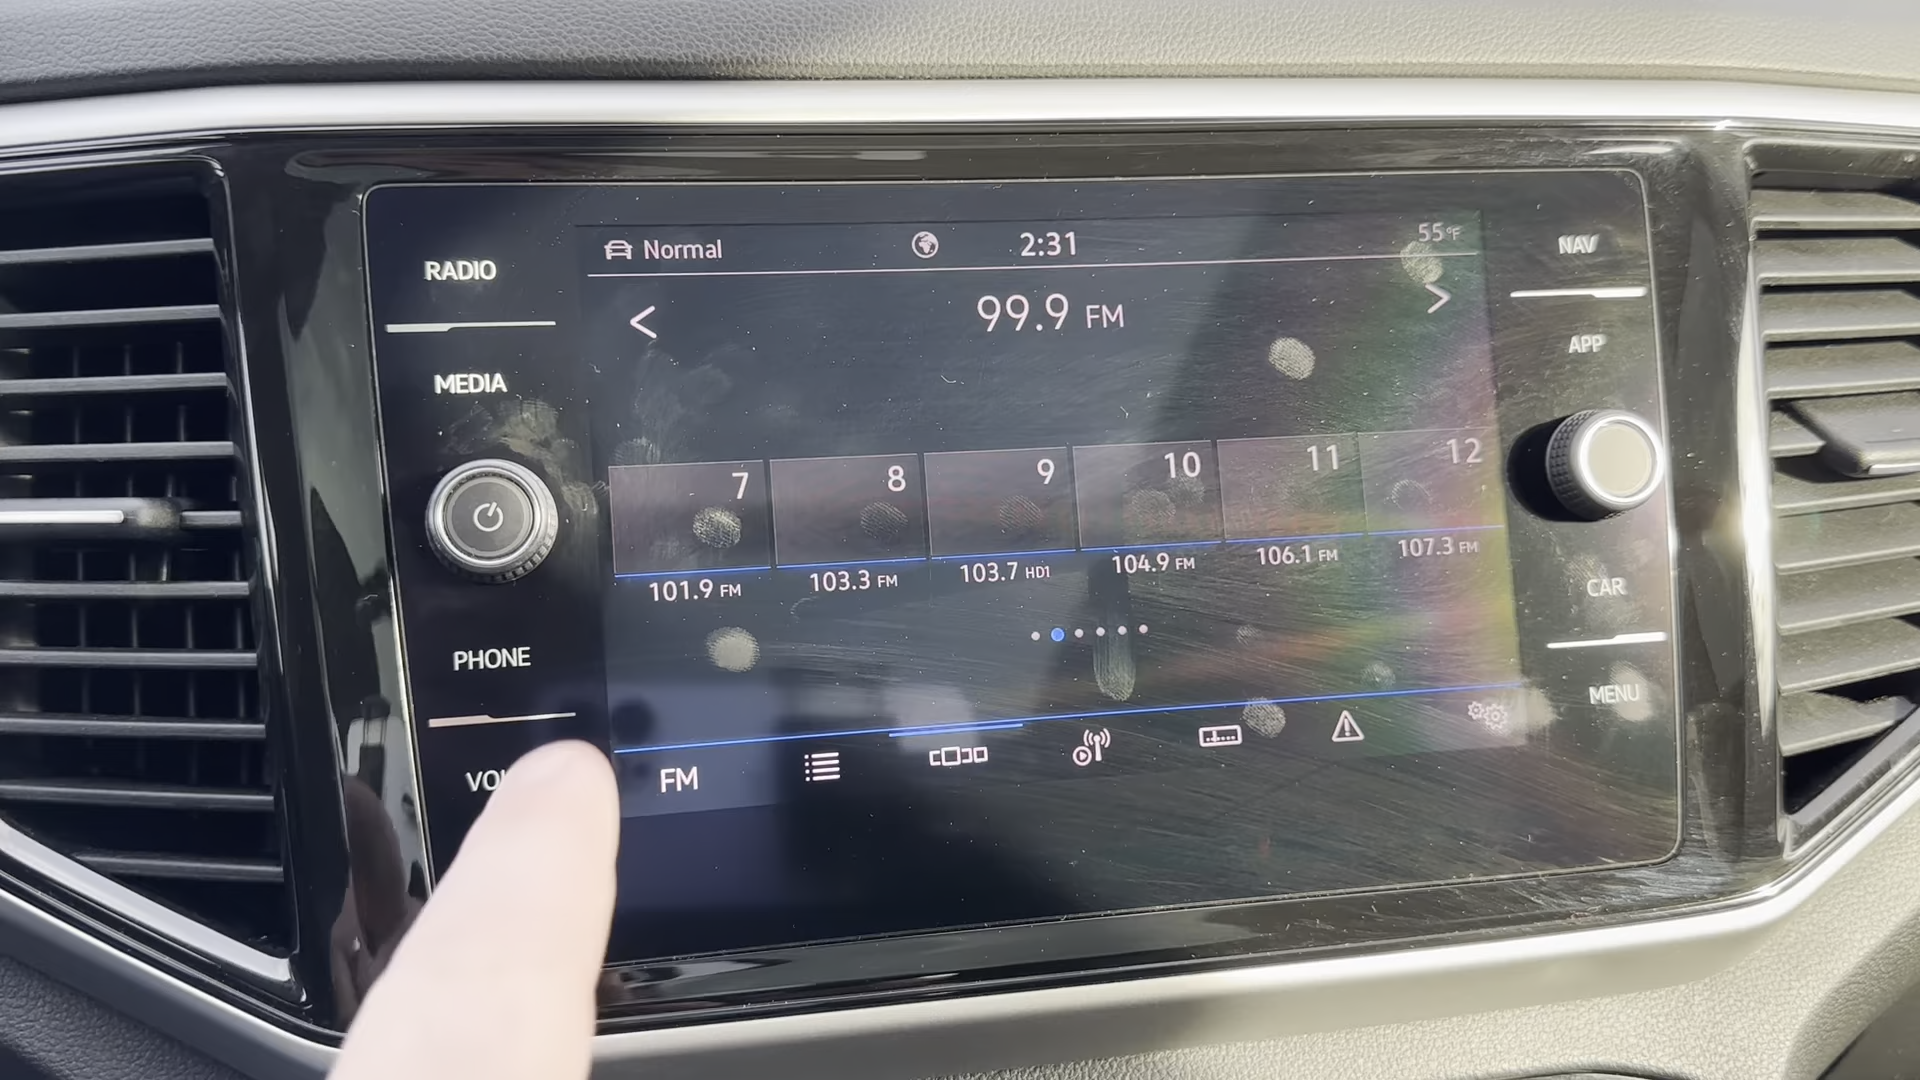 RADIO
MEDIA
PHONE
Normal
2:31
55°F
99.9 FM
7
8
9
10
11
12
101.9 FM
103.3 FM
103.7 HD1
104.9 FM
106.1 FM
107.3 FM
FM
NAV
APP
CAR
MENU